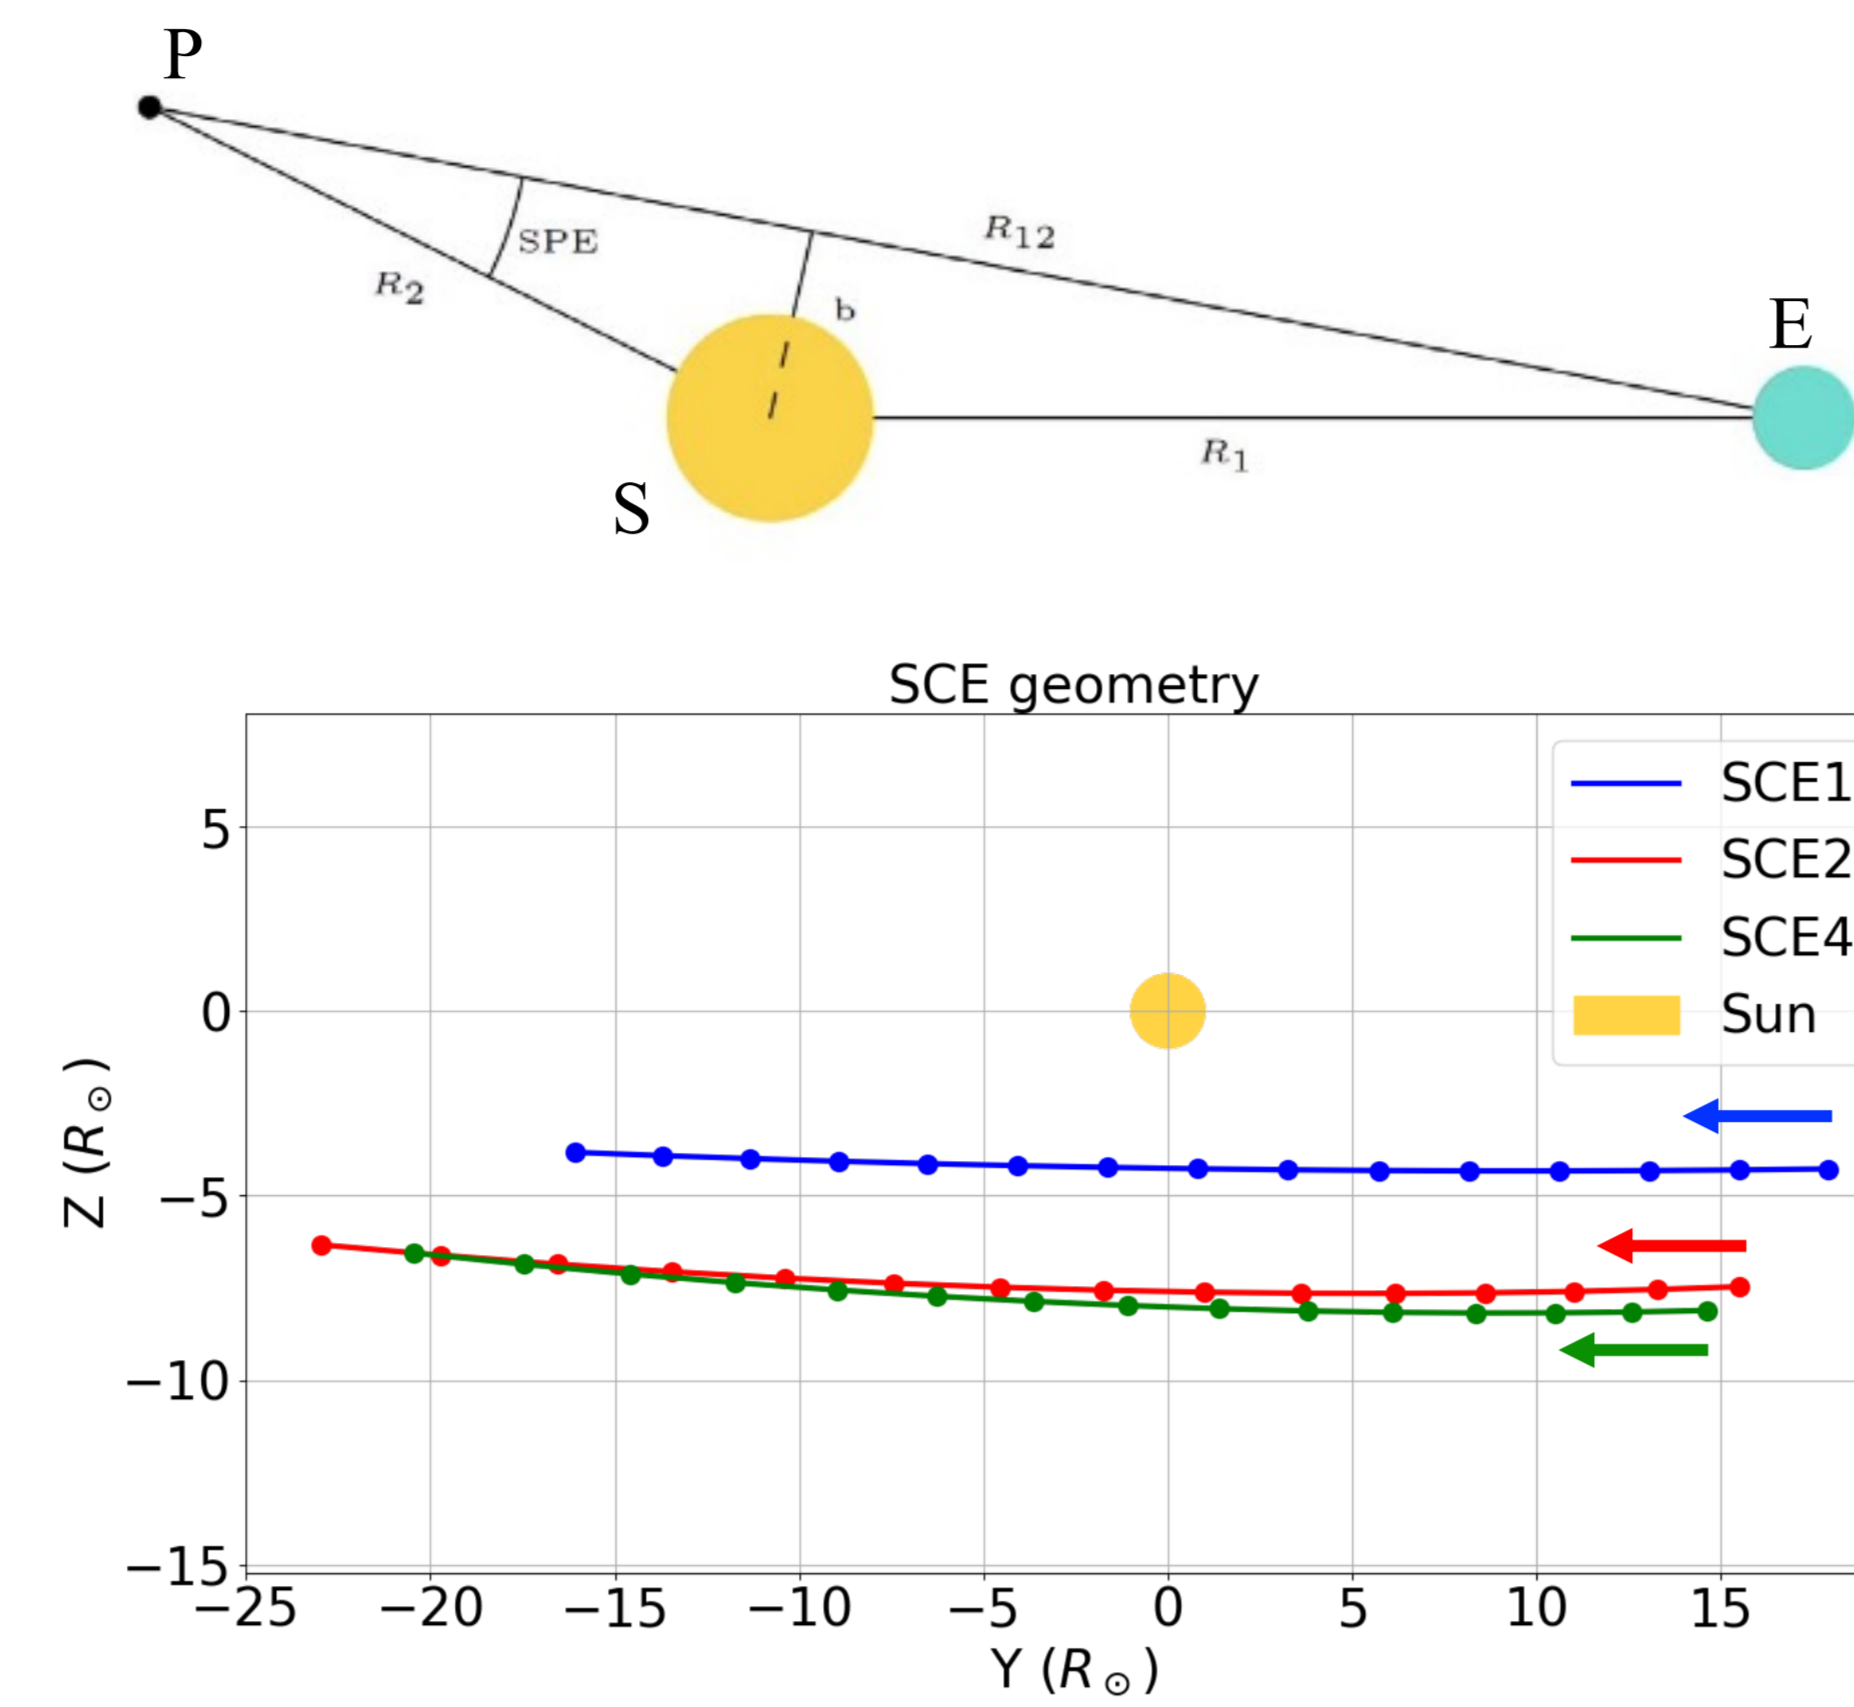 P
R₁₂
SPE
R₂
b
E
R₁
S
SCE geometry
SCE1
SCE2
SCE4
Sun
5
0
−5
−10
−15
Z (R☉)
−25 −20 −15 −10 −5 0 5 10 15
Y (R☉)